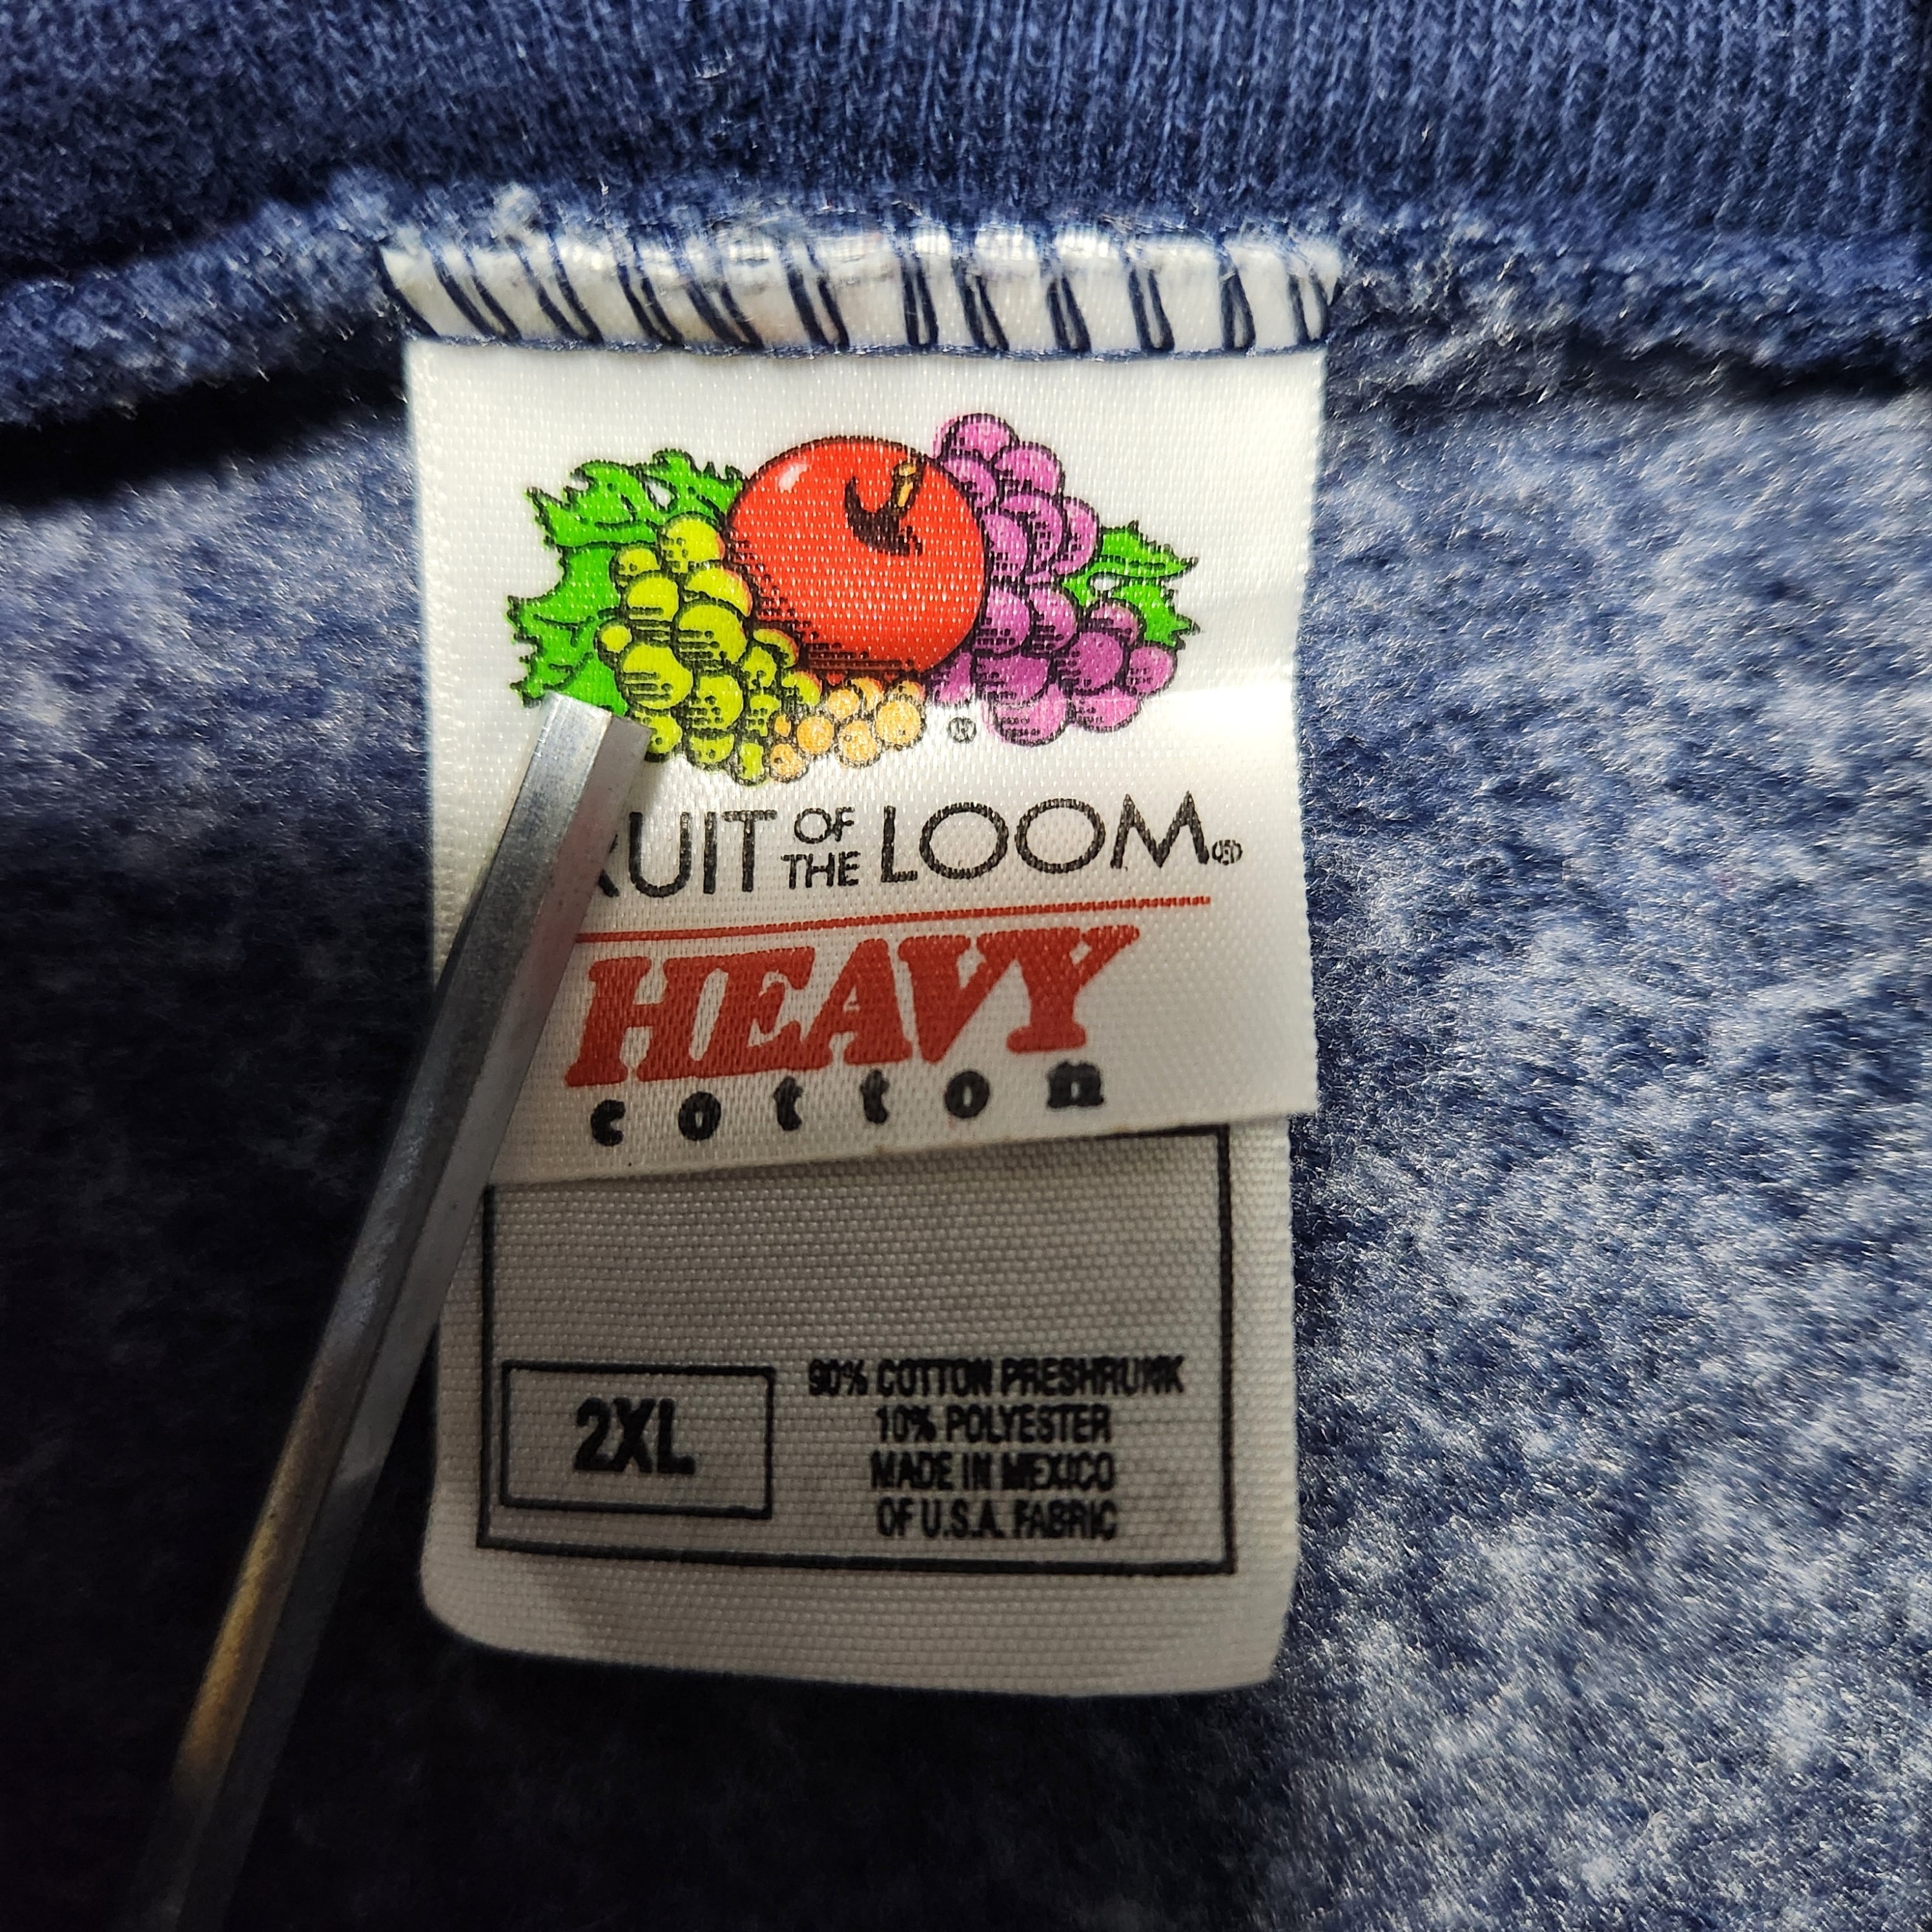 ®
RUIT OF THE LOOM®
HEAVY
cotton
2XL
90% COTTON PRESHRUNK
10% POLYESTER
MADE IN MEXICO
OF U.S.A. FABRIC